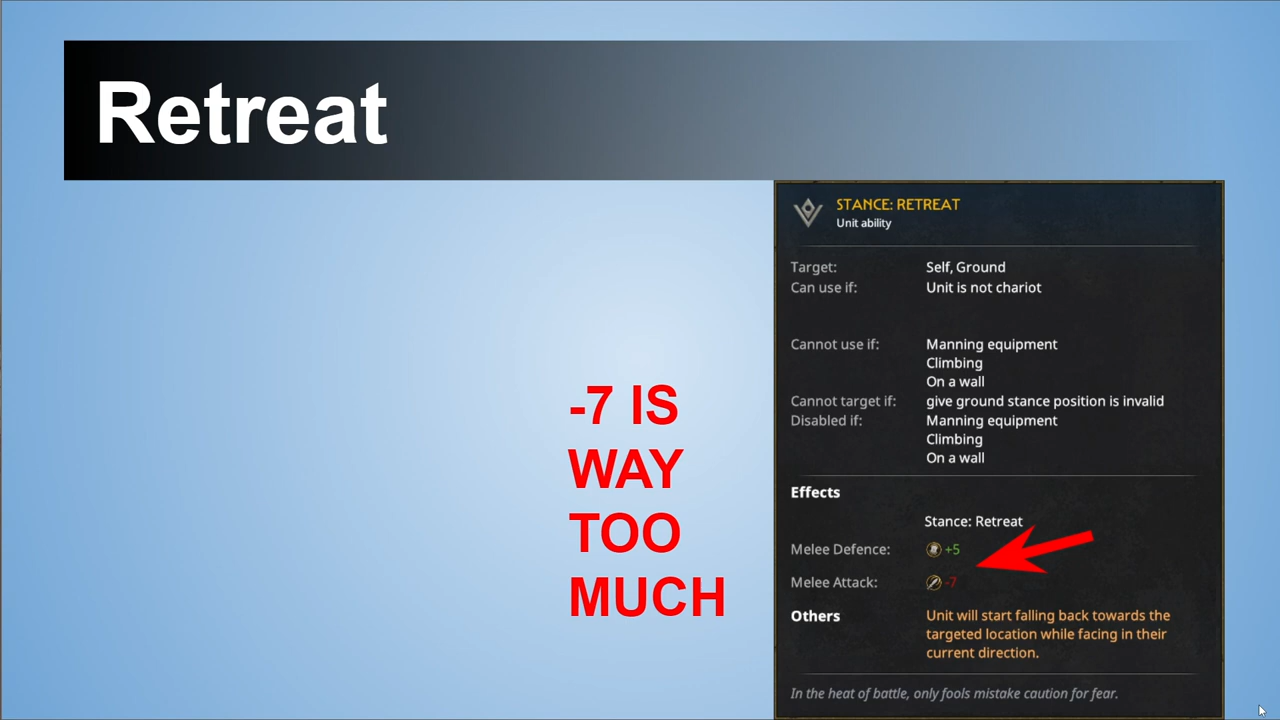 Retreat
STANCE: RETREAT
Unit ability
Target: Self, Ground
Can use if: Unit is not chariot
Cannot use if: Manning equipment
Climbing
On a wall
Cannot target if: give ground stance position is invalid
Disabled if: Manning equipment
Climbing
On a wall
Effects
Stance: Retreat
Melee Defence: +5
Melee Attack: -7
Others Unit will start falling back towards the
targeted location while facing in their
current direction.
In the heat of battle, only fools mistake caution for fear.
-7 IS
WAY
TOO
MUCH